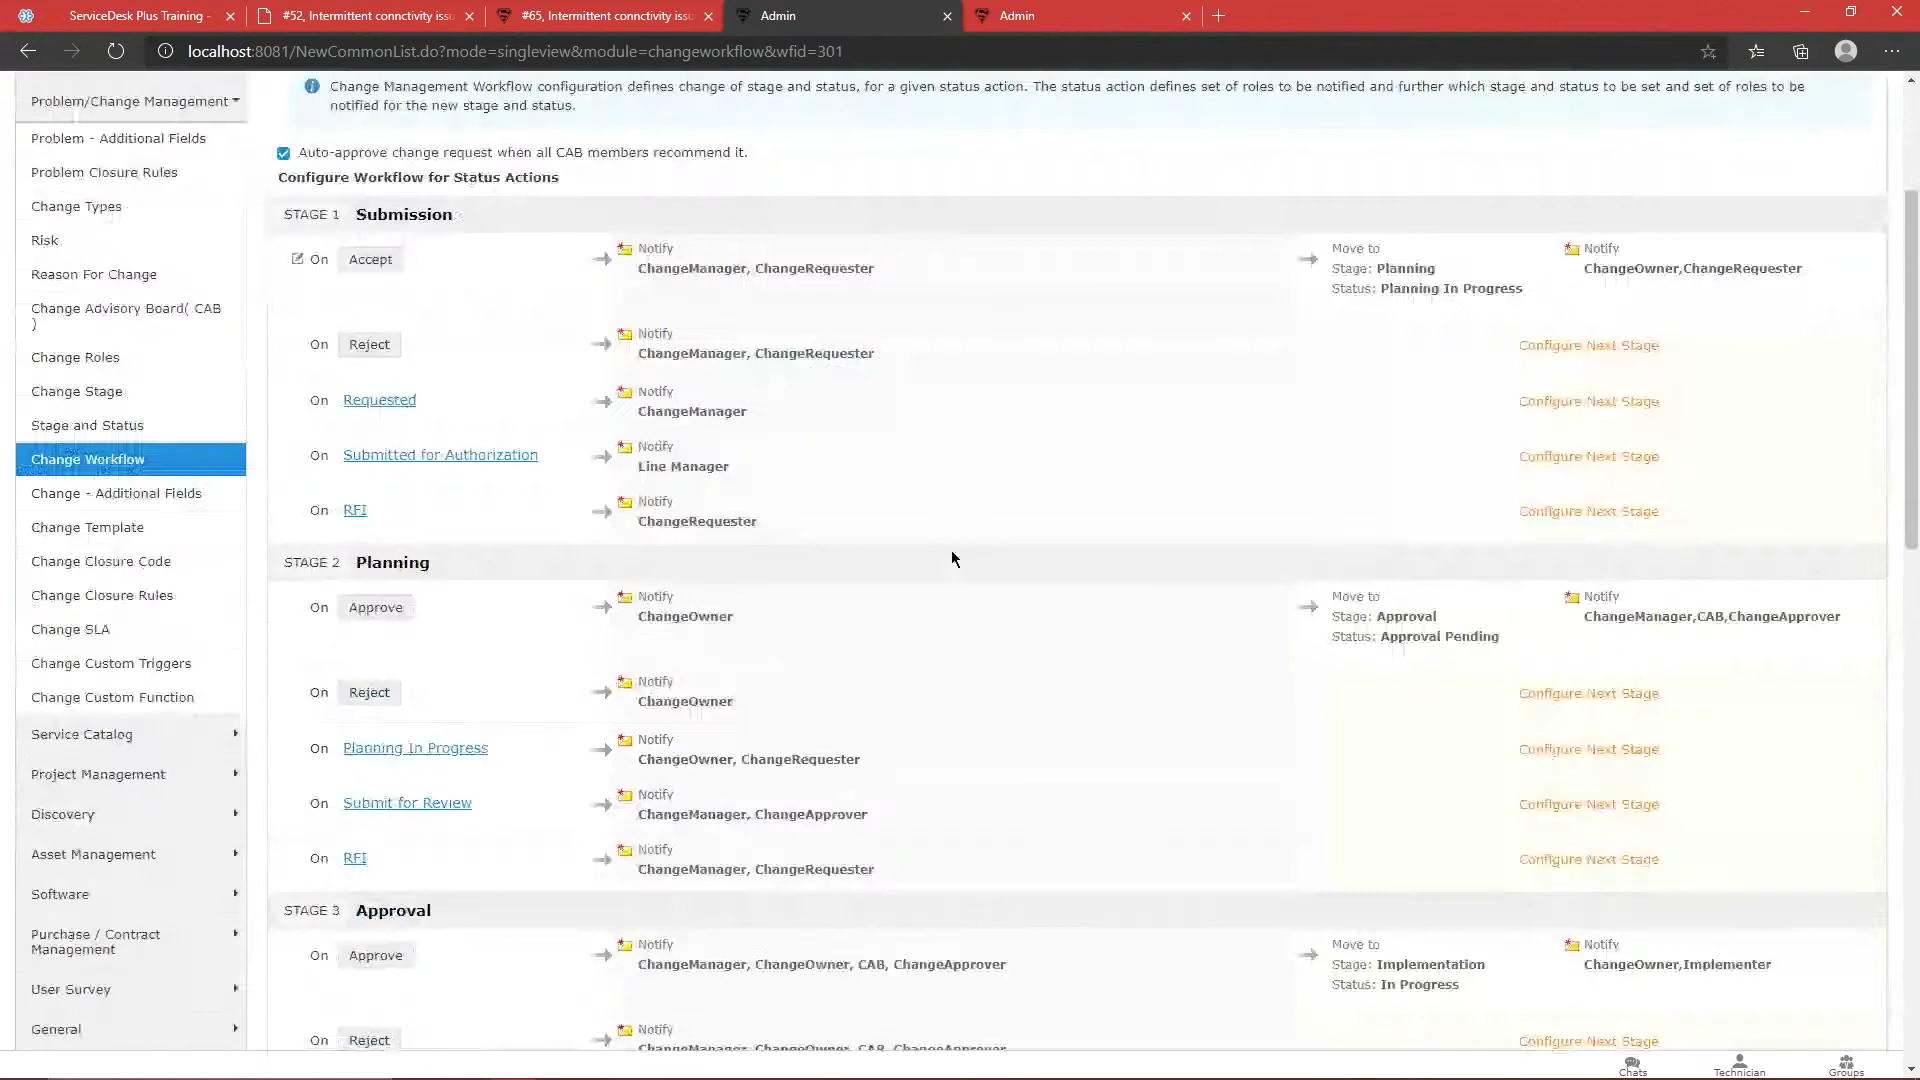 ServiceDesk Plus Training -
#52, Intermittent connctivity issu
#65, Intermittent connctivity issu
Admin
Admin
localhost:8081/NewCommonList.do?mode=singleview&module=changeworkflow&wfid=301
Problem/Change Management
Problem - Additional Fields
Problem Closure Rules
Change Types
Risk
Reason For Change
Change Advisory Board( CAB
)
Change Roles
Change Stage
Stage and Status
Change Workflow
Change - Additional Fields
Change Template
Change Closure Code
Change Closure Rules
Change SLA
Change Custom Triggers
Change Custom Function
Service Catalog
Project Management
Discovery
Asset Management
Software
Purchase / Contract
Management
User Survey
General
Change Management Workflow configuration defines change of stage and status, for a given status action. The status action defines set of roles to be notified and further which stage and status to be set and set of roles to be
notified for the new stage and status.
Auto-approve change request when all CAB members recommend it.
Configure Workflow for Status Actions
STAGE 1 Submission
On Accept
Notify
ChangeManager, ChangeRequester
Move to
Stage: Planning
Status: Planning In Progress
Notify
ChangeOwner,ChangeRequester
On Reject
Notify
ChangeManager, ChangeRequester
Configure Next Stage
On Requested
Notify
ChangeManager
Configure Next Stage
On Submitted for Authorization
Notify
Line Manager
Configure Next Stage
On RFI
Notify
ChangeRequester
Configure Next Stage
STAGE 2 Planning
On Approve
Notify
ChangeOwner
Move to
Stage: Approval
Status: Approval Pending
Notify
ChangeManager,CAB,ChangeApprover
On Reject
Notify
ChangeOwner
Configure Next Stage
On Planning In Progress
Notify
ChangeOwner, ChangeRequester
Configure Next Stage
On Submit for Review
Notify
ChangeManager, ChangeApprover
Configure Next Stage
On RFI
Notify
ChangeManager, ChangeRequester
Configure Next Stage
STAGE 3 Approval
On Approve
Notify
ChangeManager, ChangeOwner, CAB, ChangeApprover
Move to
Stage: Implementation
Status: In Progress
Notify
ChangeOwner,Implementer
On Reject
Notify
ChangeManager, ChangeOwner, CAB, ChangeApprover
Configure Next Stage
Chats
Technician
Groups